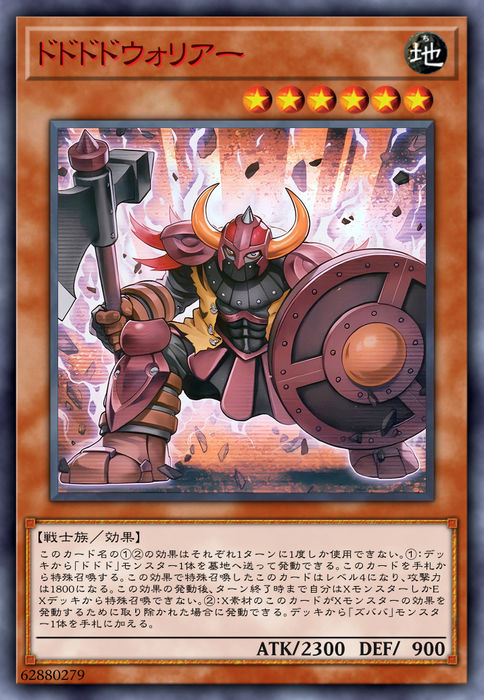 ドドドドウォリアー
ち
地
【戦士族／効果】
このカード名の①②の効果はそれぞれ1ターンに1度しか使用できない。①：デッ
キから「ドドド」モンスター1体を墓地へ送って発動できる。このカードを手札か
ら特殊召喚する。この効果で特殊召喚したこのカードはレベル4になり、攻撃力
は1800になる。この効果の発動後、ターン終了時まで自分はXモンスターしかE
Xデッキから特殊召喚できない。②：X素材のこのカードがXモンスターの効果を
発動するために取り除かれた場合に発動できる。デッキから「ズババ」モンスタ
ー1体を手札に加える。
ATK/2300 DEF/ 900
62880279